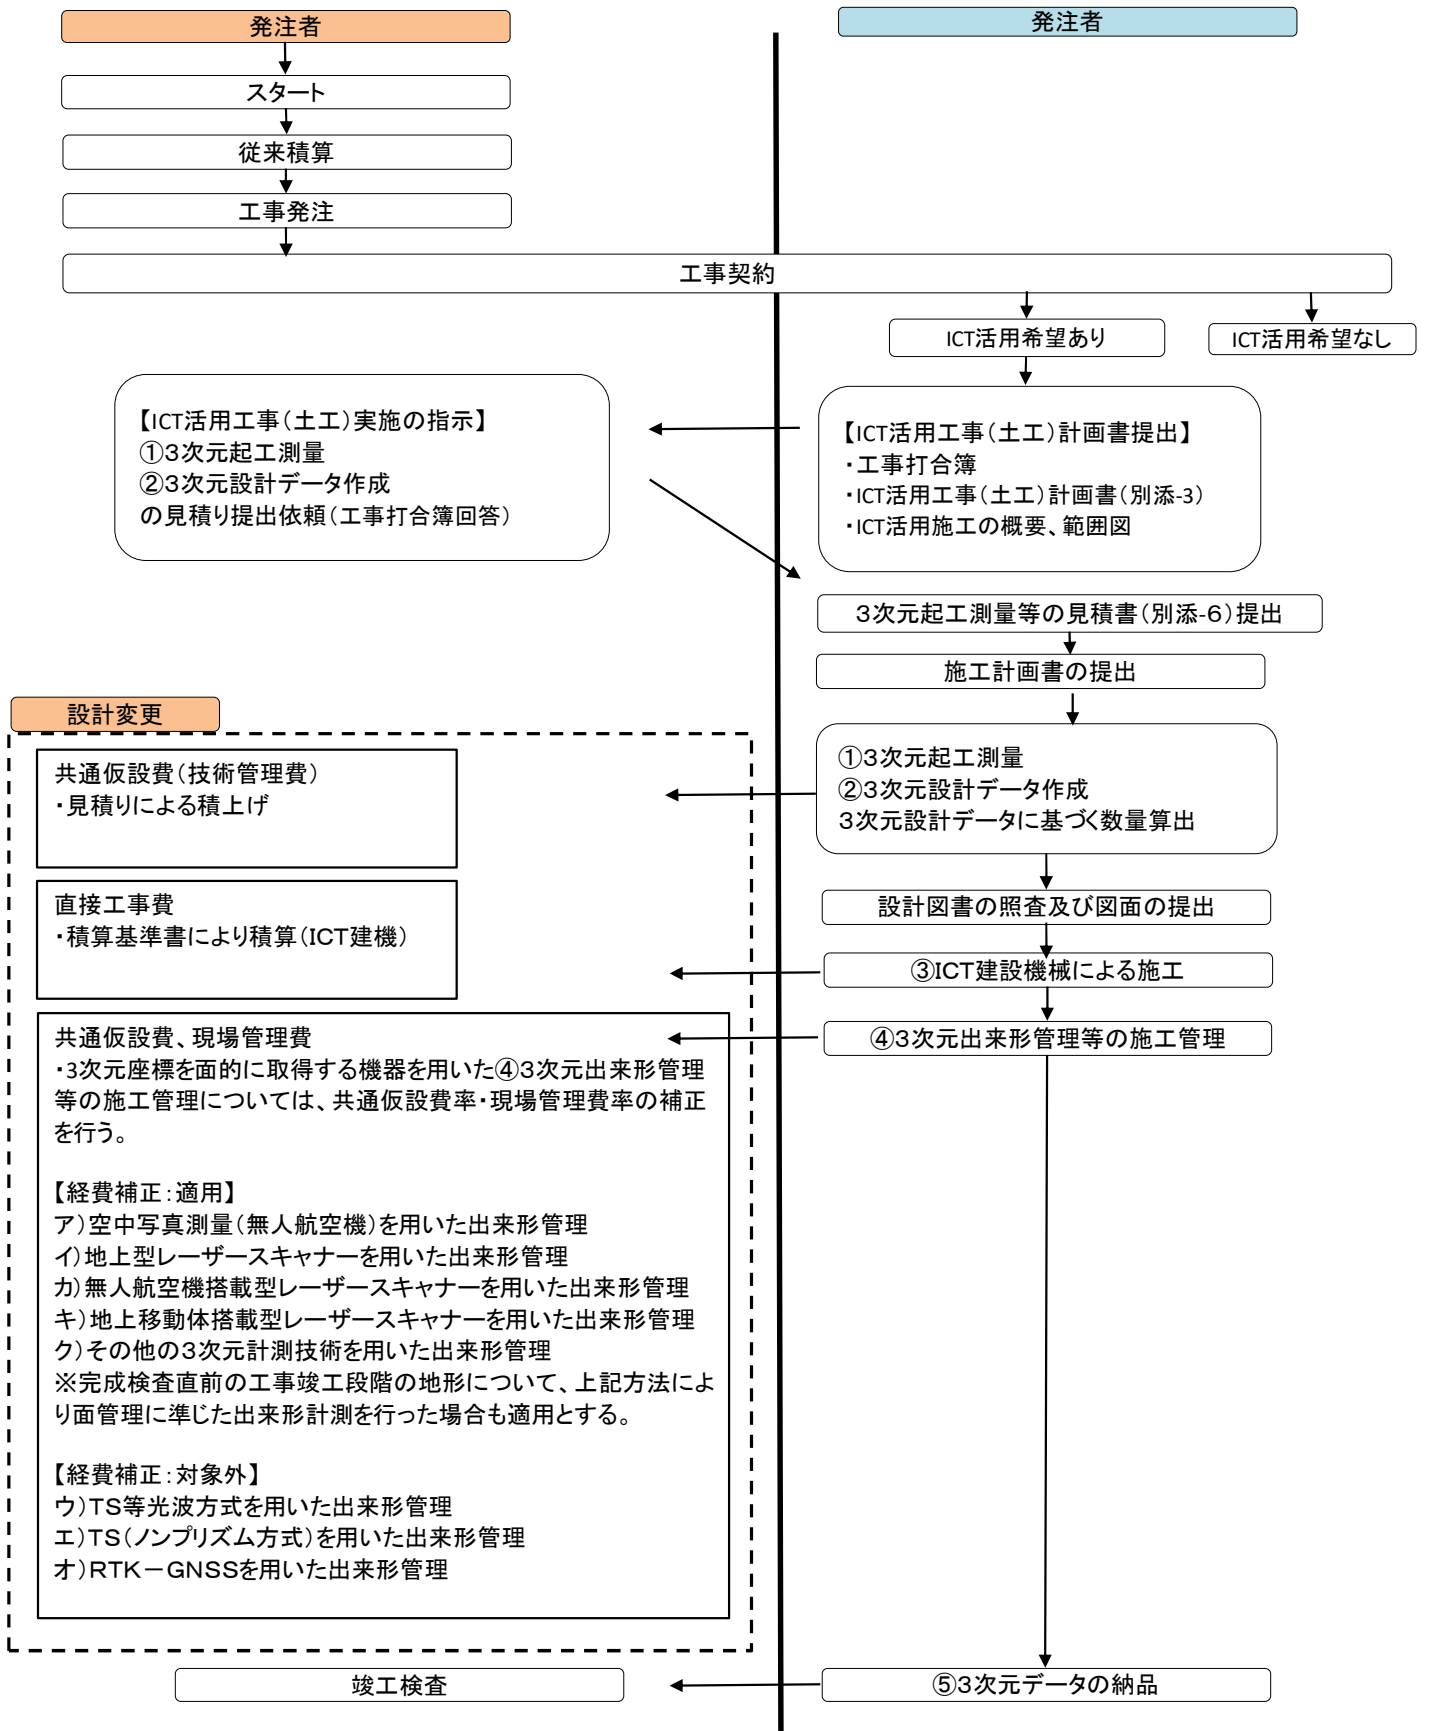 発注者
発注者
スタート
従来積算
工事発注
工事契約
ICT活用希望あり
ICT活用希望なし
【ICT活用工事(土工)実施の指示】
①3次元起工測量
②3次元設計データ作成
の見積り提出依頼(工事打合簿回答)
【ICT活用工事(土工)計画書提出】
・工事打合簿
・ICT活用工事(土工)計画書(別添-3)
・ICT活用施工の概要、範囲図
3次元起工測量等の見積書(別添-6)提出
施工計画書の提出
設計変更
共通仮設費(技術管理費)
・見積りによる積上げ
①3次元起工測量
②3次元設計データ作成
3次元設計データに基づく数量算出
直接工事費
・積算基準書により積算(ICT建機)
設計図書の照査及び図面の提出
③ICT建設機械による施工
④3次元出来形管理等の施工管理
共通仮設費、現場管理費
・3次元座標を面的に取得する機器を用いた④3次元出来形管理
等の施工管理については、共通仮設費率・現場管理費率の補正
を行う。
【経費補正：適用】
ア)空中写真測量(無人航空機)を用いた出来形管理
イ)地上型レーザースキャナーを用いた出来形管理
カ)無人航空機搭載型レーザースキャナーを用いた出来形管理
キ)地上移動体搭載型レーザースキャナーを用いた出来形管理
ク)その他の3次元計測技術を用いた出来形管理
※完成検査直前の工事竣工段階の地形について、上記方法によ
り面管理に準じた出来形計測を行った場合も適用とする。
【経費補正：対象外】
ウ)TS等光波方式を用いた出来形管理
エ)TS(ノンプリズム方式)を用いた出来形管理
オ)RTK－GNSSを用いた出来形管理
竣工検査
⑤3次元データの納品